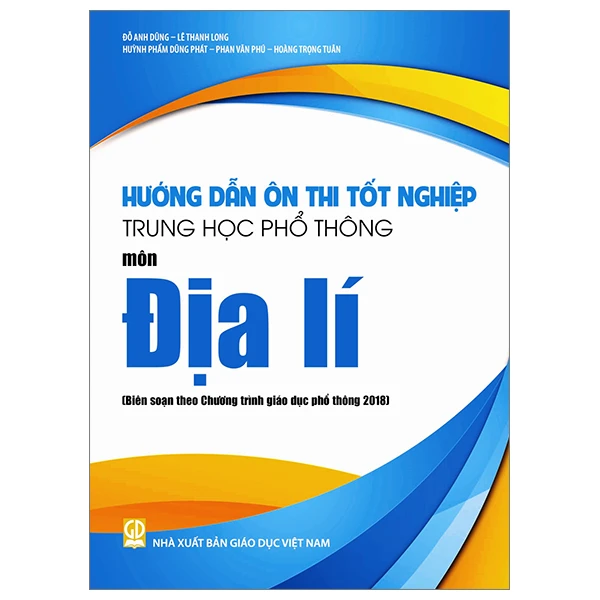 ĐỖ ANH DŨNG – LÊ THANH LONG
HUỲNH PHẨM DŨNG PHÁT – PHAN VĂN PHÚ – HOÀNG TRỌNG TUÂN
HƯỚNG DẪN ÔN THI TỐT NGHIỆP
TRUNG HỌC PHỔ THÔNG
môn
Địa lí
(Biên soạn theo Chương trình giáo dục phổ thông 2018)
GD
NHÀ XUẤT BẢN GIÁO DỤC VIỆT NAM